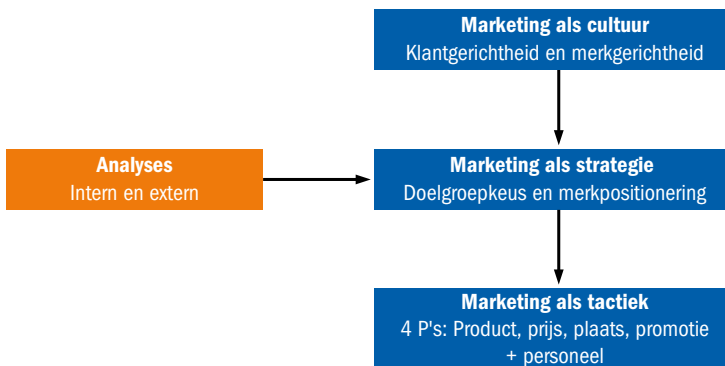 Marketing als cultuur
Klantgerichtheid en merkgerichtheid
Analyses
Intern en extern
Marketing als strategie
Doelgroepkeus en merkpositionering
Marketing als tactiek
4 P's: Product, prijs, plaats, promotie
+ personeel